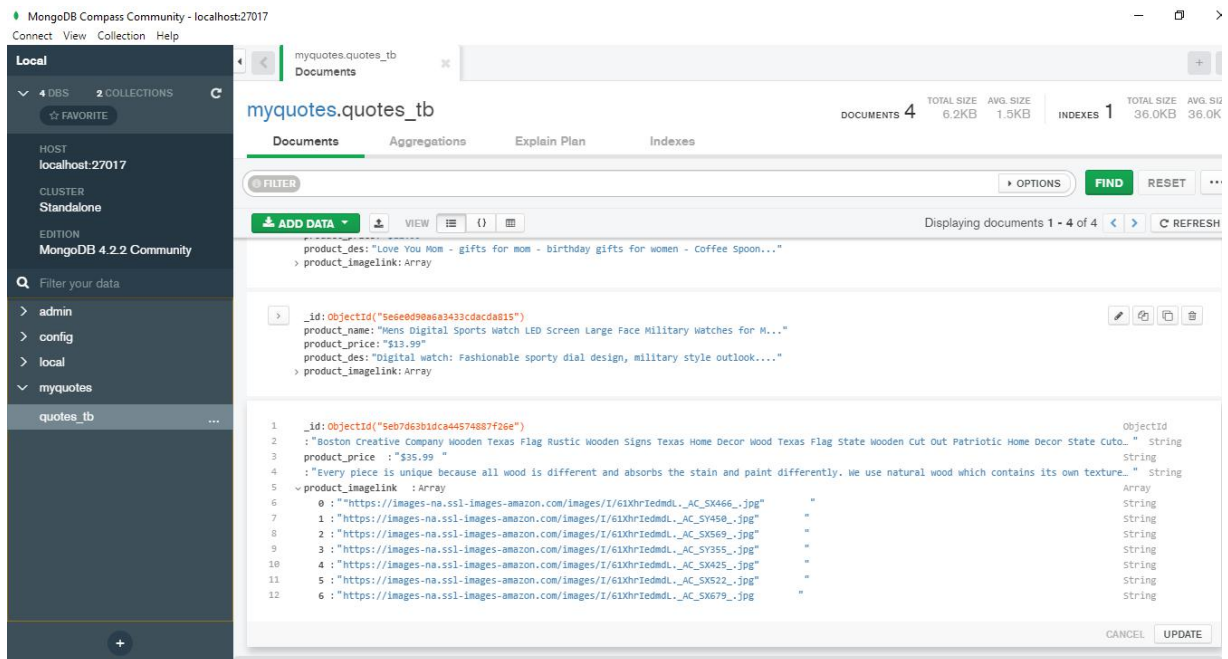 MongoDB Compass Community - localhost:27017
Connect View Collection Help
Local
4 DBS 2 COLLECTIONS
FAVORITE
HOST
localhost:27017
CLUSTER
Standalone
EDITION
MongoDB 4.2.2 Community
Filter your data
admin
config
local
myquotes
quotes_tb ...
myquotes.quotes_tb
Documents
myquotes.quotes_tb
DOCUMENTS 4 TOTAL SIZE 6.2KB AVG. SIZE 1.5KB INDEXES 1 TOTAL SIZE 36.0KB AVG. SIZ 36.0K
Documents Aggregations Explain Plan Indexes
FILTER OPTIONS FIND RESET ...
ADD DATA VIEW {} Displaying documents 1 - 4 of 4 REFRESH
product_des:"Love You Mom - gifts for mom - birthday gifts for women - Coffee Spoon..."
product_imagelink:Array
_id:ObjectId("5e6e0d90a6a3433cdacda815")
product_name:"Mens Digital Sports Watch LED Screen Large Face Military Watches for M..."
product_price:"$13.99"
product_des:"Digital watch: Fashionable sporty dial design, military style outlook...."
product_imagelink:Array
1 _id:ObjectId("5eb7d63b1dca44574887f26e") ObjectId
2 :"Boston Creative Company Wooden Texas Flag Rustic Wooden Signs Texas Home Decor Wood Texas Flag State Wooden Cut Out Patriotic Home Decor State Cuto…" String
3 product_price :"$35.99 " String
4 :"Every piece is unique because all wood is different and absorbs the stain and paint differently. We use natural wood which contains its own texture…" String
5 product_imagelink :Array Array
6 0 :""https://images-na.ssl-images-amazon.com/images/I/61XhrIedmdL._AC_SX466_.jpg" " String
7 1 :"https://images-na.ssl-images-amazon.com/images/I/61XhrIedmdL._AC_SY450_.jpg" " String
8 2 :"https://images-na.ssl-images-amazon.com/images/I/61XhrIedmdL._AC_SX569_.jpg" " String
9 3 :"https://images-na.ssl-images-amazon.com/images/I/61XhrIedmdL._AC_SY355_.jpg" " String
10 4 :"https://images-na.ssl-images-amazon.com/images/I/61XhrIedmdL._AC_SX425_.jpg" " String
11 5 :"https://images-na.ssl-images-amazon.com/images/I/61XhrIedmdL._AC_SX522_.jpg" " String
12 6 :"https://images-na.ssl-images-amazon.com/images/I/61XhrIedmdL._AC_SX679_.jpg " String
CANCEL UPDATE